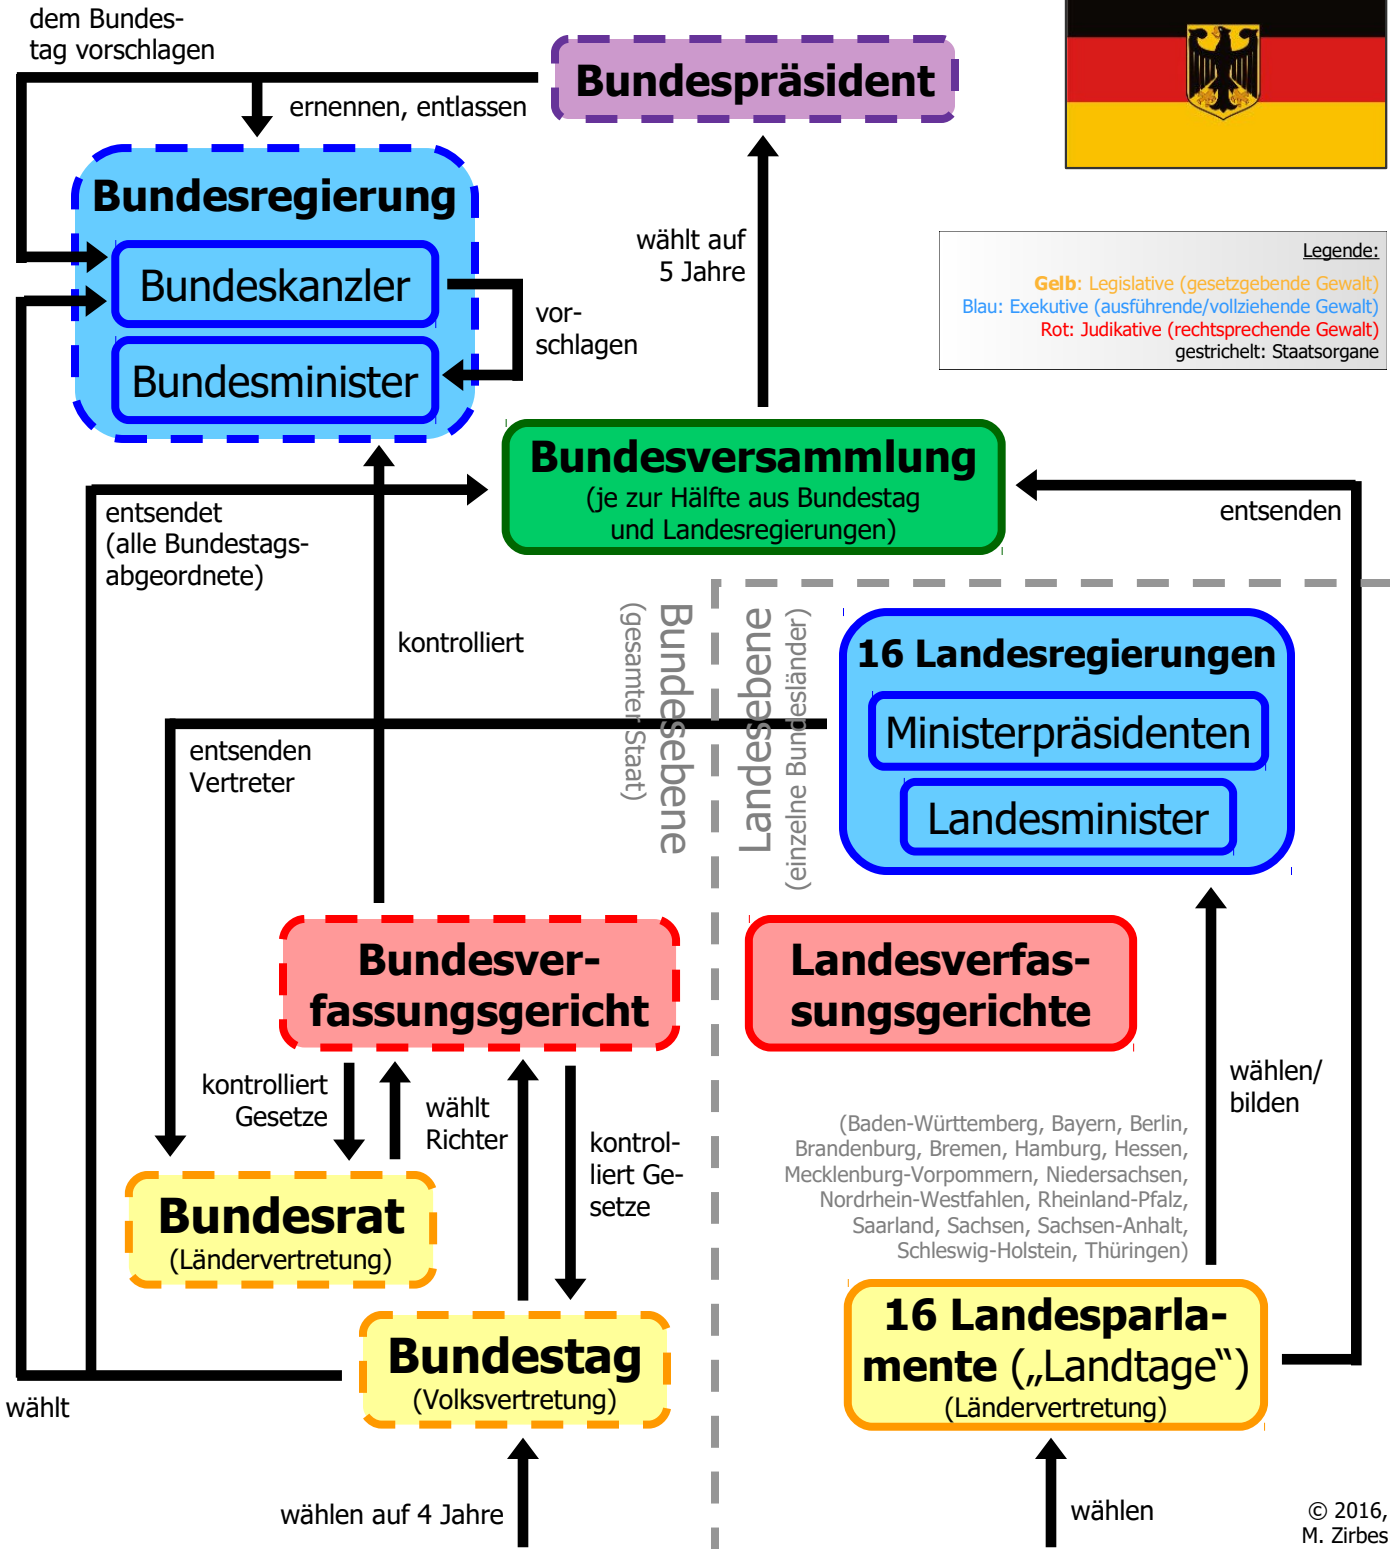 dem Bundes-
tag vorschlagen
Bundespräsident
ernennen, entlassen
Bundesregierung
Bundeskanzler
Bundesminister
vor-
schlagen
wählt auf
5 Jahre
Legende:
Gelb: Legislative (gesetzgebende Gewalt)
Blau: Exekutive (ausführende/vollziehende Gewalt)
Rot: Judikative (rechtsprechende Gewalt)
gestrichelt: Staatsorgane
Bundesversammlung
(je zur Hälfte aus Bundestag
und Landesregierungen)
entsendet
(alle Bundestags-
abgeordnete)
entsenden
kontrolliert
Bundesebene
(gesamter Staat)
Landesebene
(einzelne Bundesländer)
16 Landesregierungen
Ministerpräsidenten
Landesminister
entsenden
Vertreter
Bundesver-
fassungsgericht
Landesverfas-
sungsgerichte
kontrolliert
Gesetze
wählt
Richter
kontrol-
liert Ge-
setze
wählen/
bilden
(Baden-Württemberg, Bayern, Berlin,
Brandenburg, Bremen, Hamburg, Hessen,
Mecklenburg-Vorpommern, Niedersachsen,
Nordrhein-Westfahlen, Rheinland-Pfalz,
Saarland, Sachsen, Sachsen-Anhalt,
Schleswig-Holstein, Thüringen)
Bundesrat
(Ländervertretung)
Bundestag
(Volksvertretung)
16 Landesparla-
mente („Landtage“)
(Ländervertretung)
wählt
wählen auf 4 Jahre
wählen
© 2016,
M. Zirbes